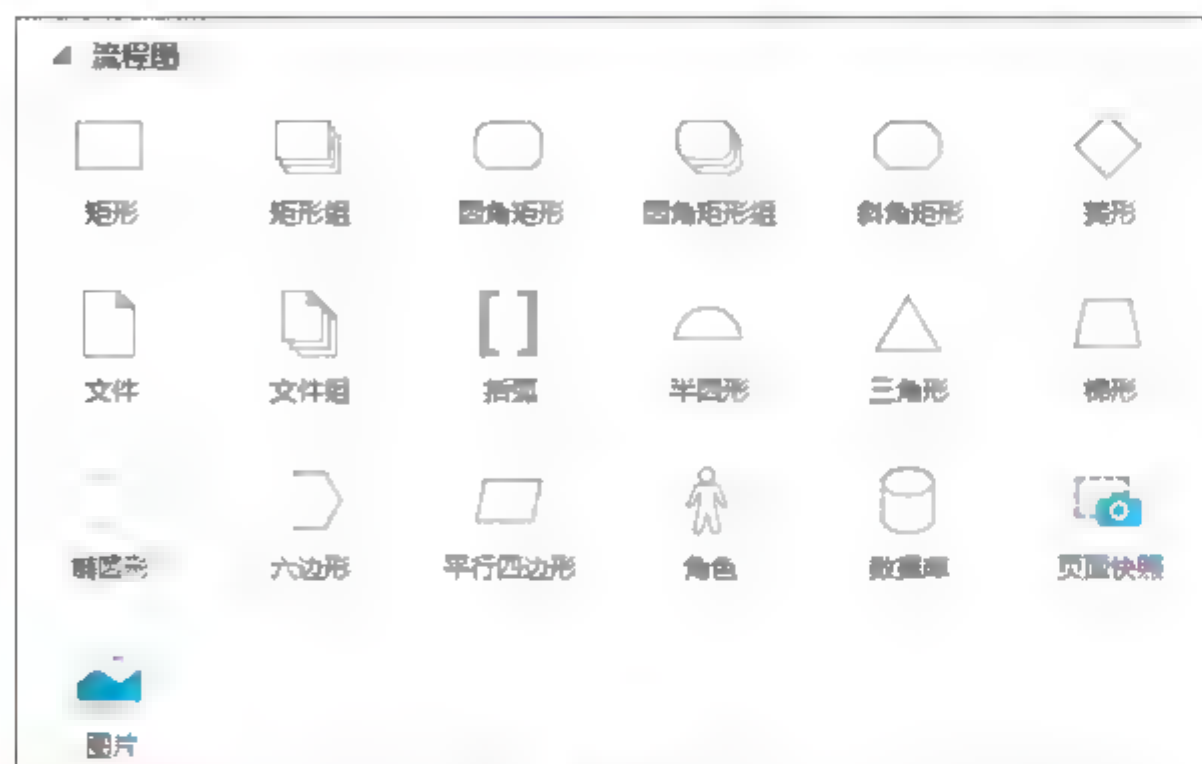 流程图
矩形 矩形组 圆角矩形 圆角矩形组 斜角矩形 菱形
文件 文件组 括弧 半圆形 三角形 梯形
椭圆形 六边形 平行四边形 角色 数据库 页面快照
图片